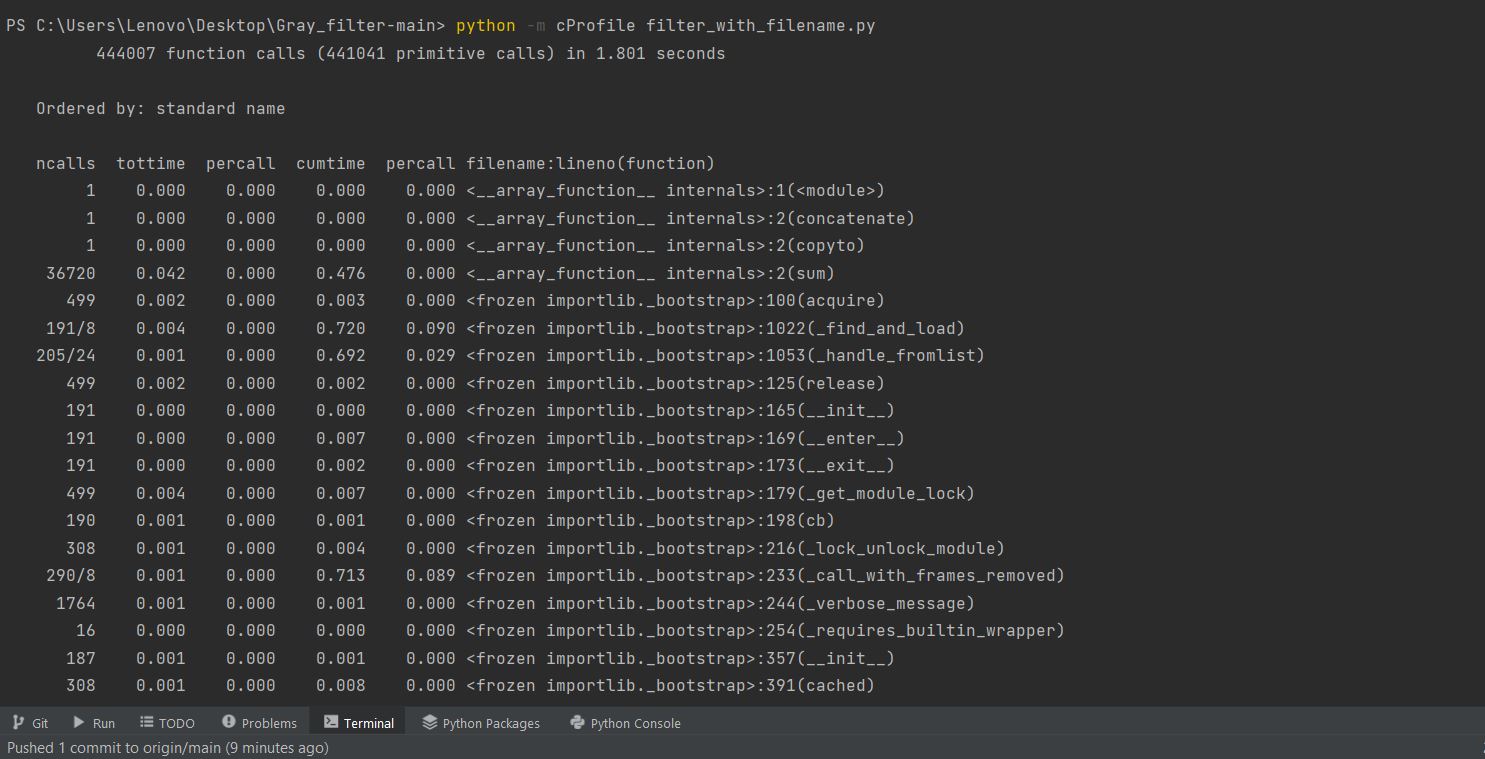 PS C:\Users\Lenovo\Desktop\Gray_filter-main> python -m cProfile filter_with_filename.py
444007 function calls (441041 primitive calls) in 1.801 seconds
Ordered by: standard name
ncalls tottime percall cumtime percall filename:lineno(function)
1 0.000 0.000 0.000 0.000 <__array_function__ internals>:1(<module>)
1 0.000 0.000 0.000 0.000 <__array_function__ internals>:2(concatenate)
1 0.000 0.000 0.000 0.000 <__array_function__ internals>:2(copyto)
36720 0.042 0.000 0.476 0.000 <__array_function__ internals>:2(sum)
499 0.002 0.000 0.003 0.000 <frozen importlib._bootstrap>:100(acquire)
191/8 0.004 0.000 0.720 0.090 <frozen importlib._bootstrap>:1022(_find_and_load)
205/24 0.001 0.000 0.692 0.029 <frozen importlib._bootstrap>:1053(_handle_fromlist)
499 0.002 0.000 0.002 0.000 <frozen importlib._bootstrap>:125(release)
191 0.000 0.000 0.000 0.000 <frozen importlib._bootstrap>:165(__init__)
191 0.000 0.000 0.007 0.000 <frozen importlib._bootstrap>:169(__enter__)
191 0.000 0.000 0.002 0.000 <frozen importlib._bootstrap>:173(__exit__)
499 0.004 0.000 0.007 0.000 <frozen importlib._bootstrap>:179(_get_module_lock)
190 0.001 0.000 0.001 0.000 <frozen importlib._bootstrap>:198(cb)
308 0.001 0.000 0.004 0.000 <frozen importlib._bootstrap>:216(_lock_unlock_module)
290/8 0.001 0.000 0.713 0.089 <frozen importlib._bootstrap>:233(_call_with_frames_removed)
1764 0.001 0.000 0.001 0.000 <frozen importlib._bootstrap>:244(_verbose_message)
16 0.000 0.000 0.000 0.000 <frozen importlib._bootstrap>:254(_requires_builtin_wrapper)
187 0.001 0.000 0.001 0.000 <frozen importlib._bootstrap>:357(__init__)
308 0.001 0.000 0.008 0.000 <frozen importlib._bootstrap>:391(cached)
Git Run TODO Problems Terminal Python Packages Python Console
Pushed 1 commit to origin/main (9 minutes ago)